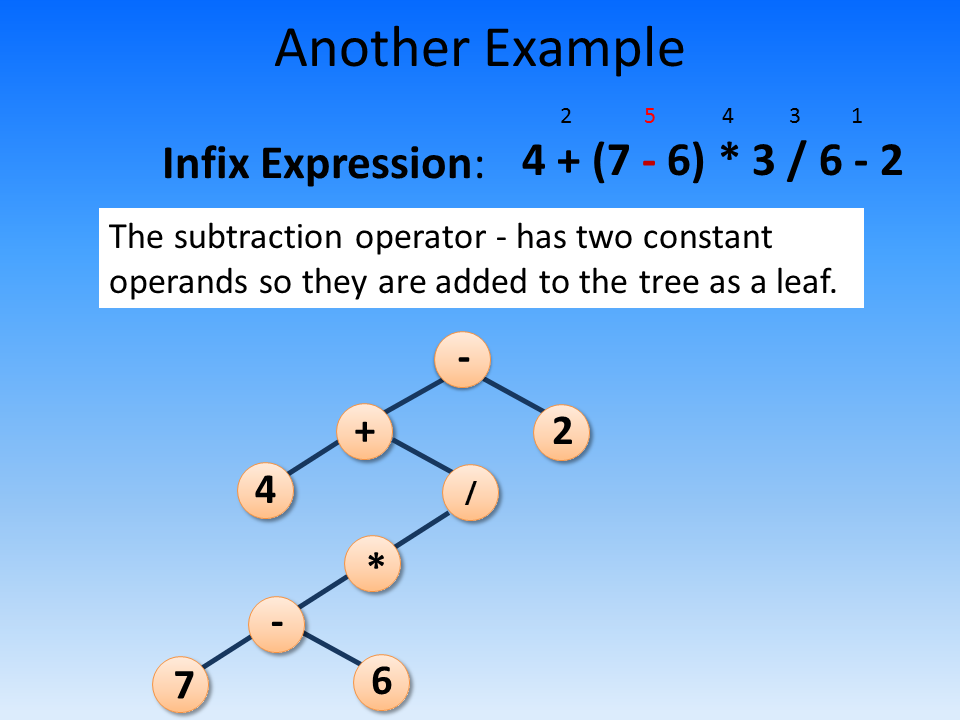 Another Example
2 5 4 3 1
Infix Expression: 4 + (7 - 6) * 3 / 6 - 2
The subtraction operator - has two constant
operands so they are added to the tree as a leaf.
-
+ 2
4 /
*
-
7 6